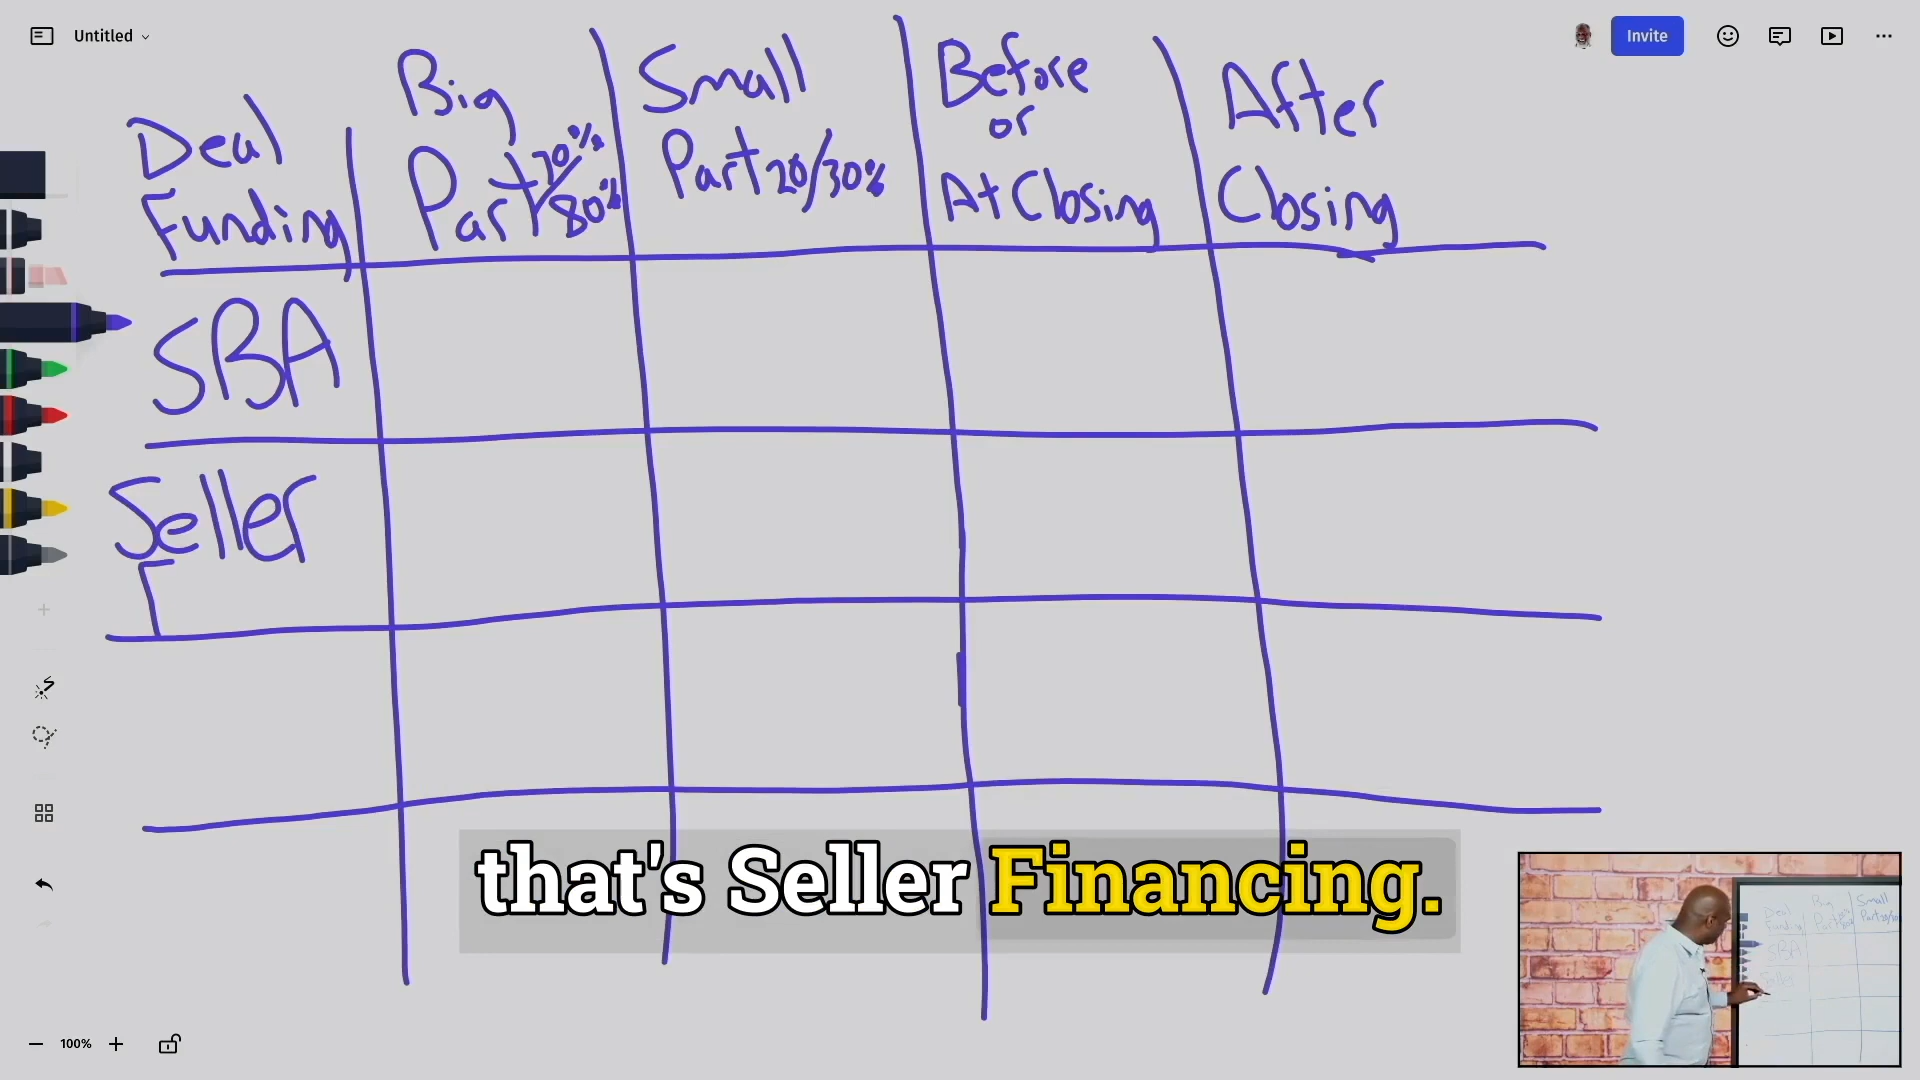 Untitled
Invite
Deal
Funding
Big
Part 70%/80%
Small
Part 20/30%
Before
or
At Closing
After
Closing
SBA
Seller
F
that's Seller Financing.
100%